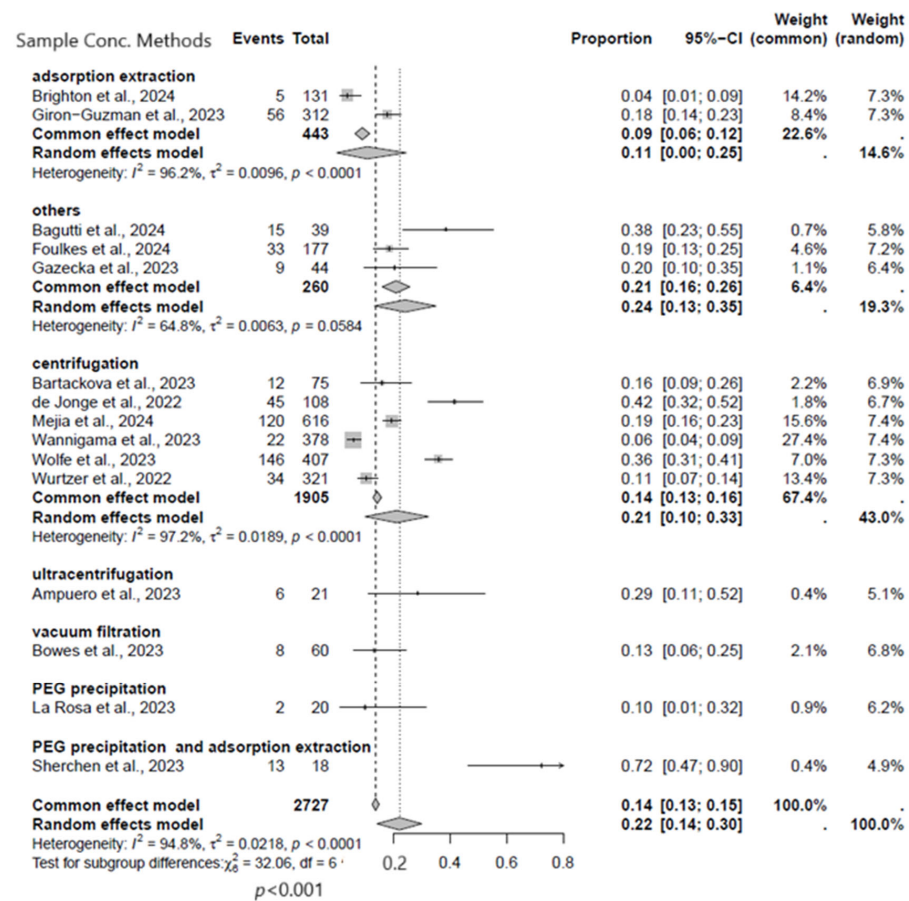 Weight Weight
Sample Conc. Methods Events Total Proportion 95%−CI (common) (random)
adsorption extraction
Brighton et al., 2024 5 131 0.04 [0.01; 0.09] 14.2% 7.3%
Giron−Guzman et al., 2023 56 312 0.18 [0.14; 0.23] 8.4% 7.3%
Common effect model 443 0.09 [0.06; 0.12] 22.6% .
Random effects model 0.11 [0.00; 0.25] . 14.6%
Heterogeneity: I² = 96.2%, τ² = 0.0096, p < 0.0001
others
Bagutti et al., 2024 15 39 0.38 [0.23; 0.55] 0.7% 5.8%
Foulkes et al., 2024 33 177 0.19 [0.13; 0.25] 4.6% 7.2%
Gazecka et al., 2023 9 44 0.20 [0.10; 0.35] 1.1% 6.4%
Common effect model 260 0.21 [0.16; 0.26] 6.4% .
Random effects model 0.24 [0.13; 0.35] . 19.3%
Heterogeneity: I² = 64.8%, τ² = 0.0063, p = 0.0584
centrifugation
Bartackova et al., 2023 12 75 0.16 [0.09; 0.26] 2.2% 6.9%
de Jonge et al., 2022 45 108 0.42 [0.32; 0.52] 1.8% 6.7%
Mejia et al., 2024 120 616 0.19 [0.16; 0.23] 15.6% 7.4%
Wannigama et al., 2023 22 378 0.06 [0.04; 0.09] 27.4% 7.4%
Wolfe et al., 2023 146 407 0.36 [0.31; 0.41] 7.0% 7.3%
Wurtzer et al., 2022 34 321 0.11 [0.07; 0.14] 13.4% 7.3%
Common effect model 1905 0.14 [0.13; 0.16] 67.4% .
Random effects model 0.21 [0.10; 0.33] . 43.0%
Heterogeneity: I² = 97.2%, τ² = 0.0189, p < 0.0001
ultracentrifugation
Ampuero et al., 2023 6 21 0.29 [0.11; 0.52] 0.4% 5.1%
vacuum filtration
Bowes et al., 2023 8 60 0.13 [0.06; 0.25] 2.1% 6.8%
PEG precipitation
La Rosa et al., 2023 2 20 0.10 [0.01; 0.32] 0.9% 6.2%
PEG precipitation and adsorption extraction
Sherchen et al., 2023 13 18 0.72 [0.47; 0.90] 0.4% 4.9%
Common effect model 2727 0.14 [0.13; 0.15] 100.0% .
Random effects model 0.22 [0.14; 0.30] . 100.0%
Heterogeneity: I² = 94.8%, τ² = 0.0218, p < 0.0001
Test for subgroup differences: χ²₆ = 32.06, df = 6
0.2 0.4 0.6 0.8
p<0.001